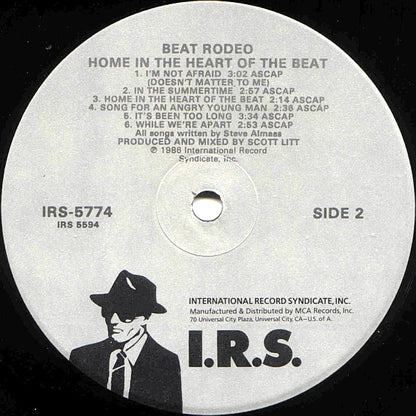 BEAT RODEO
HOME IN THE HEART OF THE BEAT
1. I'M NOT AFRAID 3:02 ASCAP
(DOESN'T MATTER TO ME)
2. IN THE SUMMERTIME 2:57 ASCAP
3. HOME IN THE HEART OF THE BEAT 2:14 ASCAP
4. SONG FOR AN ANGRY YOUNG MAN 2:36 ASCAP
5. IT'S BEEN TOO LONG 3:34 ASCAP
6. WHILE WE'RE APART 2:53 ASCAP
All songs written by Steve Almaas
PRODUCED AND MIXED BY SCOTT LITT
℗ 1986 International Record
Syndicate, Inc.
IRS-5774
IRS 5594
SIDE 2
INTERNATIONAL RECORD SYNDICATE, INC.
Manufactured & Distributed by MCA Records, Inc.
70 Universal City Plaza, Universal City, CA-U.S. of A.
I.R.S.